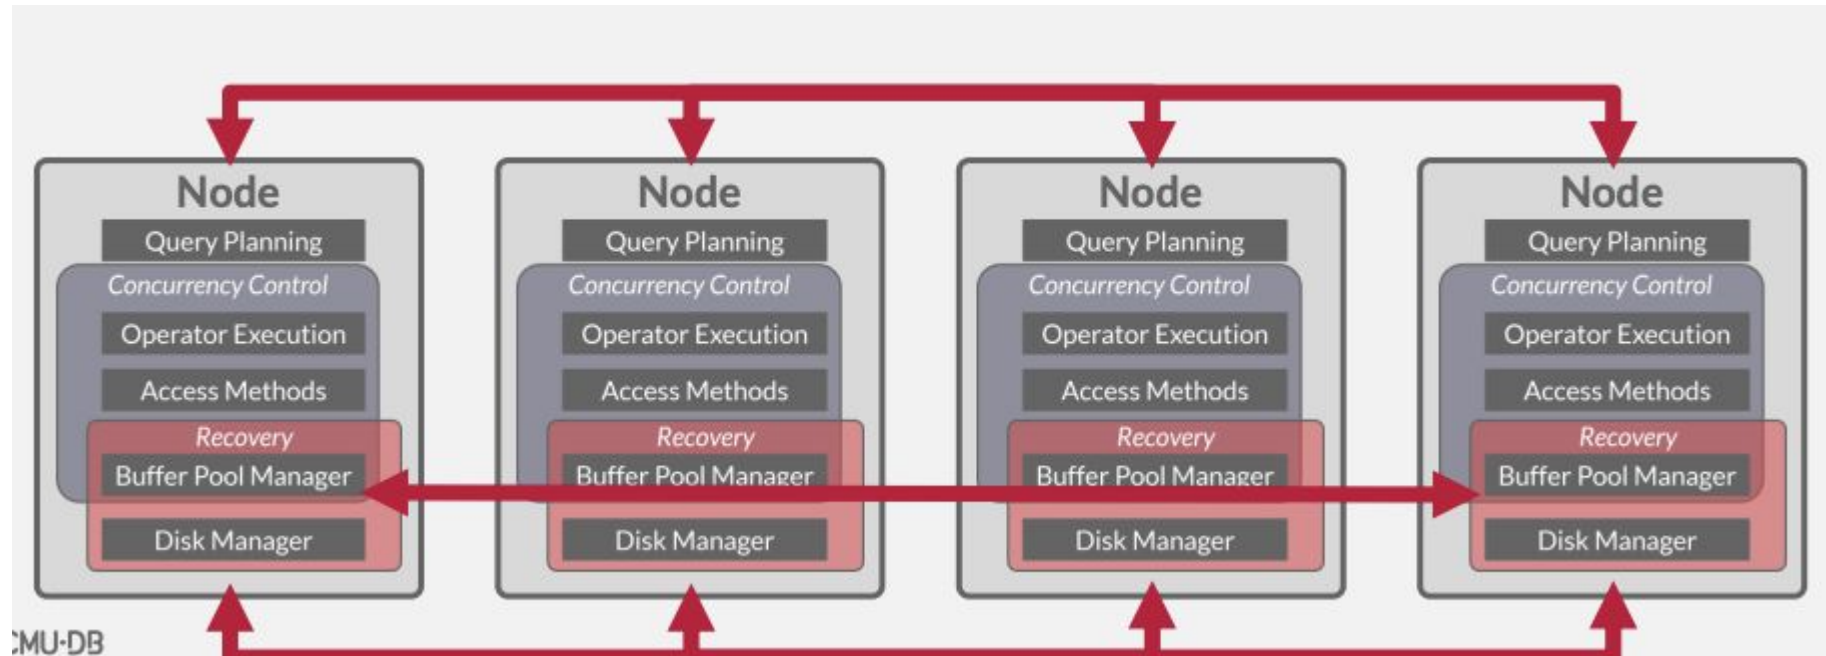 Node
Query Planning
Concurrency Control
Operator Execution
Access Methods
Recovery
Buffer Pool Manager
Disk Manager
Node
Query Planning
Concurrency Control
Operator Execution
Access Methods
Recovery
Buffer Pool Manager
Disk Manager
Node
Query Planning
Concurrency Control
Operator Execution
Access Methods
Recovery
Buffer Pool Manager
Disk Manager
Node
Query Planning
Concurrency Control
Operator Execution
Access Methods
Recovery
Buffer Pool Manager
Disk Manager
CMU·DB